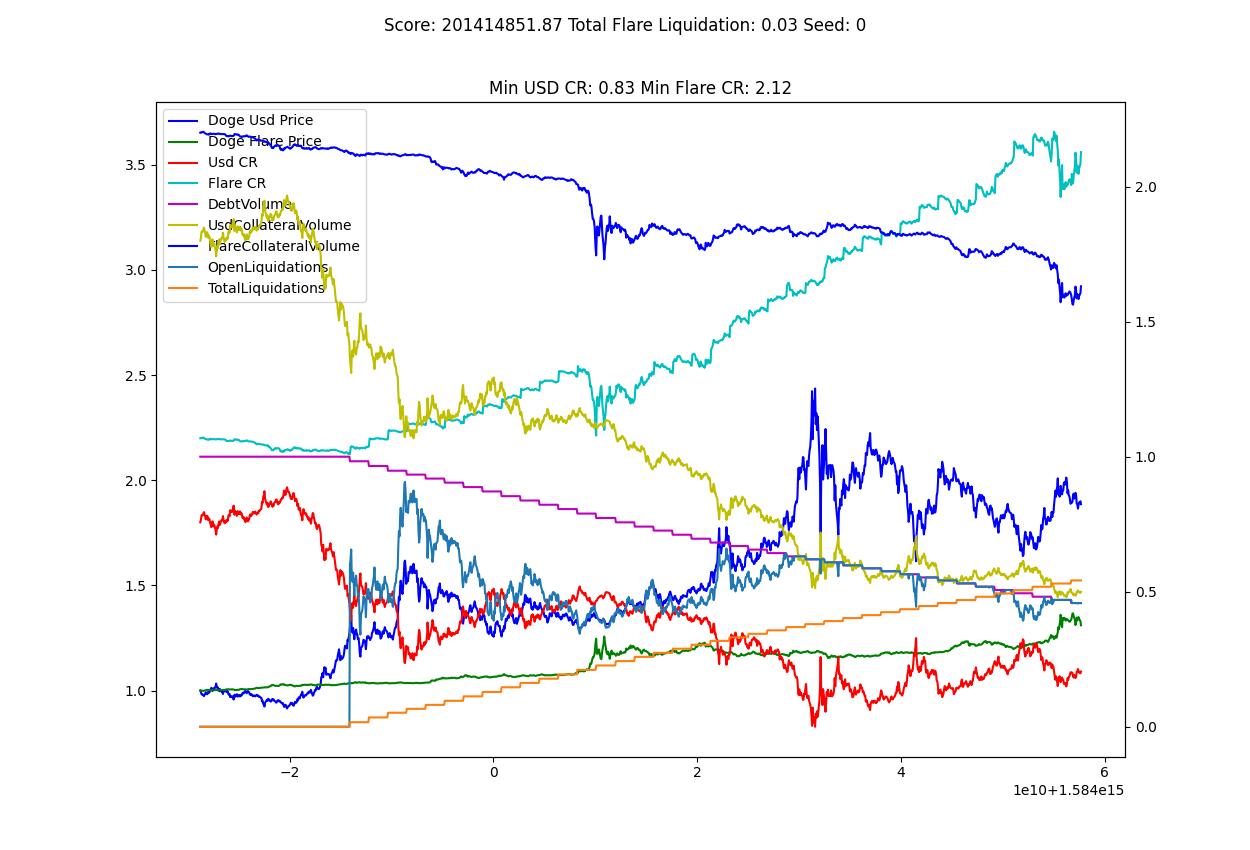 Score: 201414851.87 Total Flare Liquidation: 0.03 Seed: 0
Min USD CR: 0.83 Min Flare CR: 2.12
Doge Usd Price
Doge Flare Price
Usd CR
Flare CR
DebtVolume
UsdCollateralVolume
FlareCollateralVolume
OpenLiquidations
TotalLiquidations
3.5
3.0
2.5
2.0
1.5
1.0
2.0
1.5
1.0
0.5
0.0
−2
0
2
4
6
1e10+1.584e15